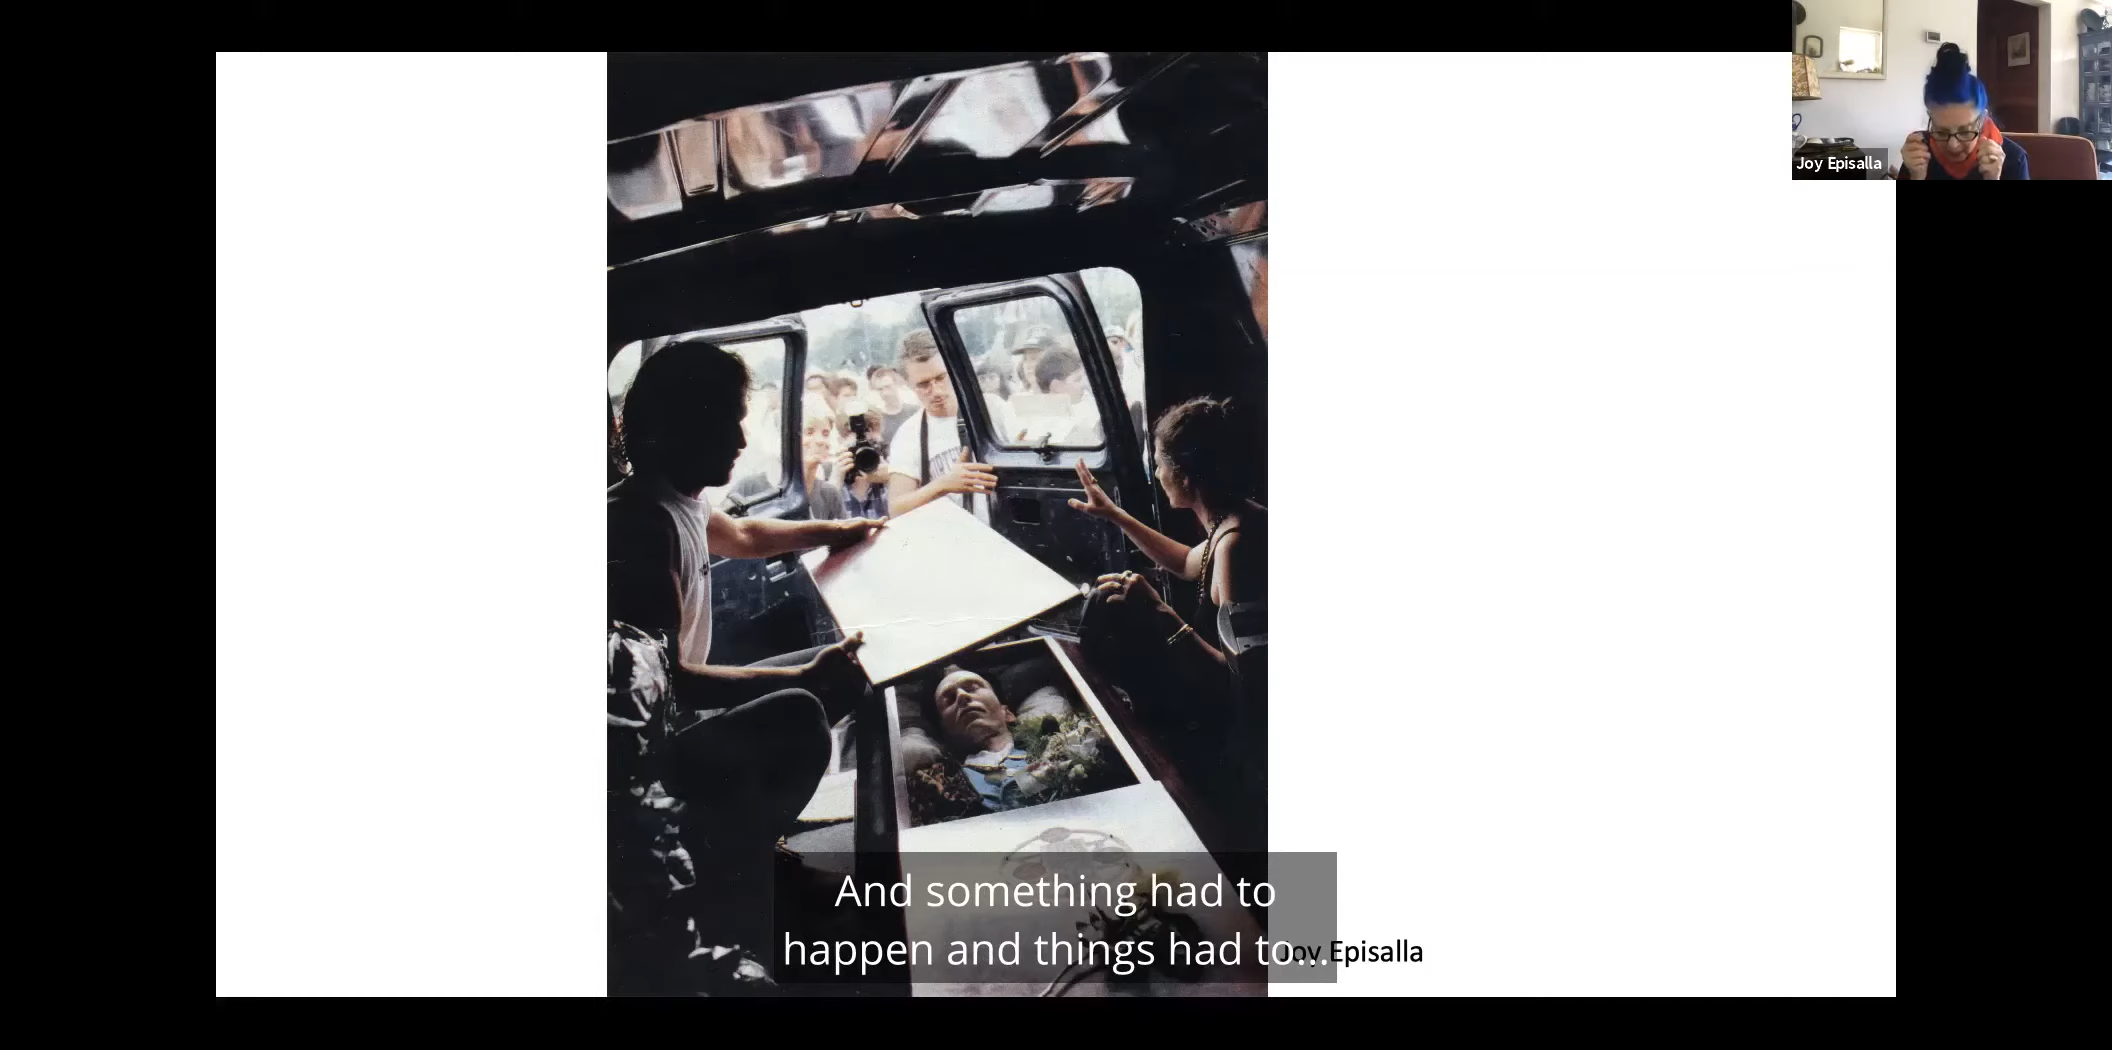 Joy Episalla
And something had to
happen and things had to...
Joy Episalla